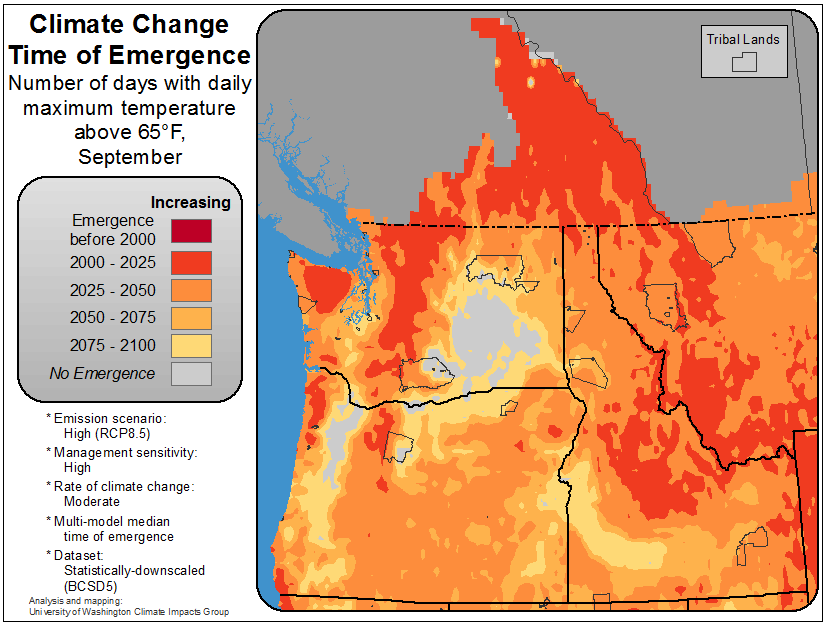 Climate Change
Time of Emergence
Number of days with daily
maximum temperature
above 65°F,
September
Increasing
Emergence
before 2000
2000 - 2025
2025 - 2050
2050 - 2075
2075 - 2100
No Emergence
* Emission scenario:
High (RCP8.5)
* Management sensitivity:
High
* Rate of climate change:
Moderate
* Multi-model median
time of emergence
* Dataset:
Statistically-downscaled
(BCSD5)
Analysis and mapping:
University of Washington Climate Impacts Group
Tribal Lands